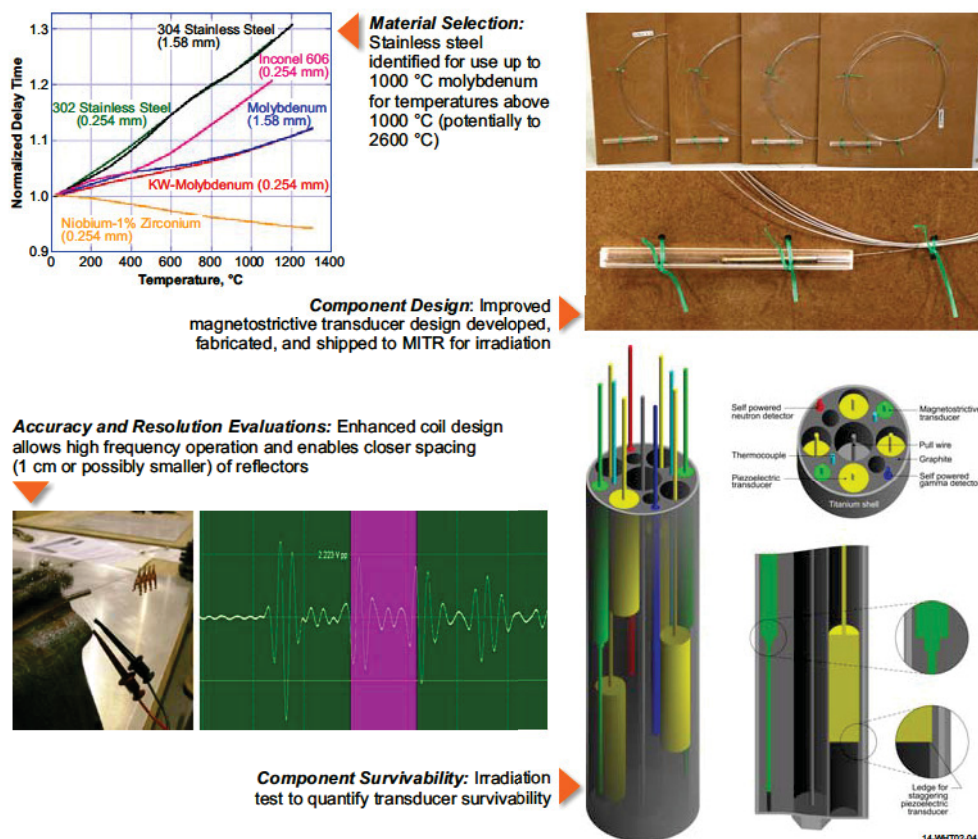 1.3
1.2
1.1
1.0
0.9
Normalized Delay Time
304 Stainless Steel
(1.58 mm)
Inconel 606
(0.254 mm)
302 Stainless Steel
(0.254 mm)
Molybdenum
(1.58 mm)
KW-Molybdenum (0.254 mm)
Niobium-1% Zirconium
(0.254 mm)
0 200 400 600 800 1000 1200 1400
Temperature, °C
Material Selection:
Stainless steel
identified for use up to
1000 °C molybdenum
for temperatures above
1000 °C (potentially to
2600 °C)
Component Design: Improved
magnetostrictive transducer design developed,
fabricated, and shipped to MITR for irradiation
Accuracy and Resolution Evaluations: Enhanced coil design
allows high frequency operation and enables closer spacing
(1 cm or possibly smaller) of reflectors
2.223 V pp
Component Survivability: Irradiation
test to quantify transducer survivability
Self powered
neutron detector
Thermocouple
Piezoelectric
transducer
Magnetostrictive
transducer
Pull wire
Graphite
Self powered
gamma detector
Titanium shell
Ledge for
staggering
piezoelectric
transducer